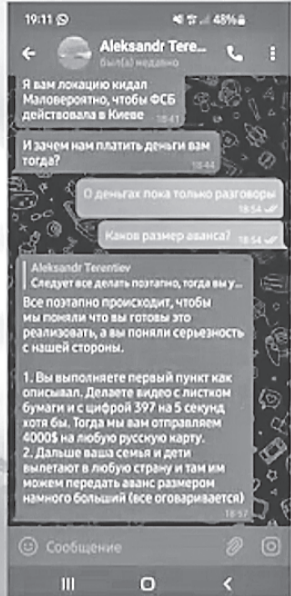 19:11
48%
Aleksandr Tere...
был(а) недавно
Я вам локацию кидал
Маловероятно, чтобы ФСБ
действовала в Киеве
18:41
И зачем нам платить деньги вам
тогда?
18:44
О деньгах пока только разговоры
18:54
Каков размер аванса?
18:54
Aleksandr Terentiev
Следует все делать поэтапно, тогда вы у...
Все поэтапно происходит, чтобы
мы поняли что вы готовы это
реализовать, а вы поняли серьезность
с нашей стороны.
1. Вы выполняете первый пункт как
описывал. Делаете видео с листком
бумаги и с цифрой 397 на 5 секунд
хотя бы. Тогда мы вам отправляем
4000$ на любую русскую карту.
2. Дальше ваша семья и дети
вылетают в любую страну и там им
можем передать аванс размером
намного больший (все оговаривается)
18:57
Сообщение